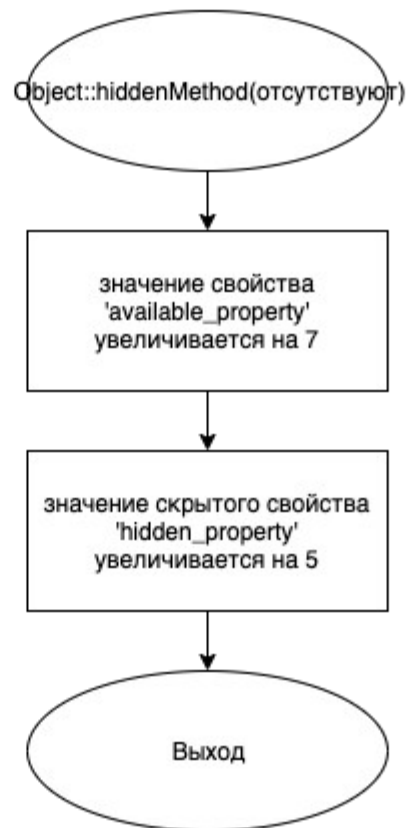 Object::hiddenMethod(отсутствуют)
значение свойства
'available_property'
увеличивается на 7
значение скрытого свойства
'hidden_property'
увеличивается на 5
Выход